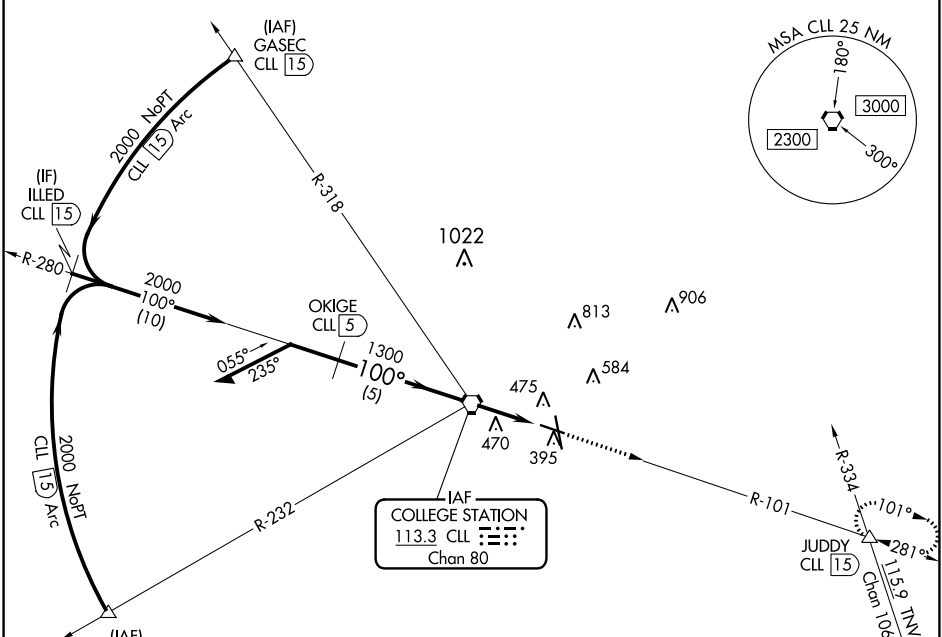 (IAF)
GASEC
CLL 15
MSA CLL 25 NM
180°
3000
2300
300°
2000 NoPT
CLL 15 Arc
(IF)
ILLED
CLL 15
R-318
R-280
2000
100°
(10)
1022
813
906
OKIGE
CLL 5
1300
100°
(5)
055°
235°
584
475
470
395
2000 NoPT
CLL 15 Arc
R-232
IAF
COLLEGE STATION
113.3 CLL
Chan 80
R-101
R-334
101°
281°
JUDDY
CLL 15
115.9 TNV
Chan 106
(IAF)